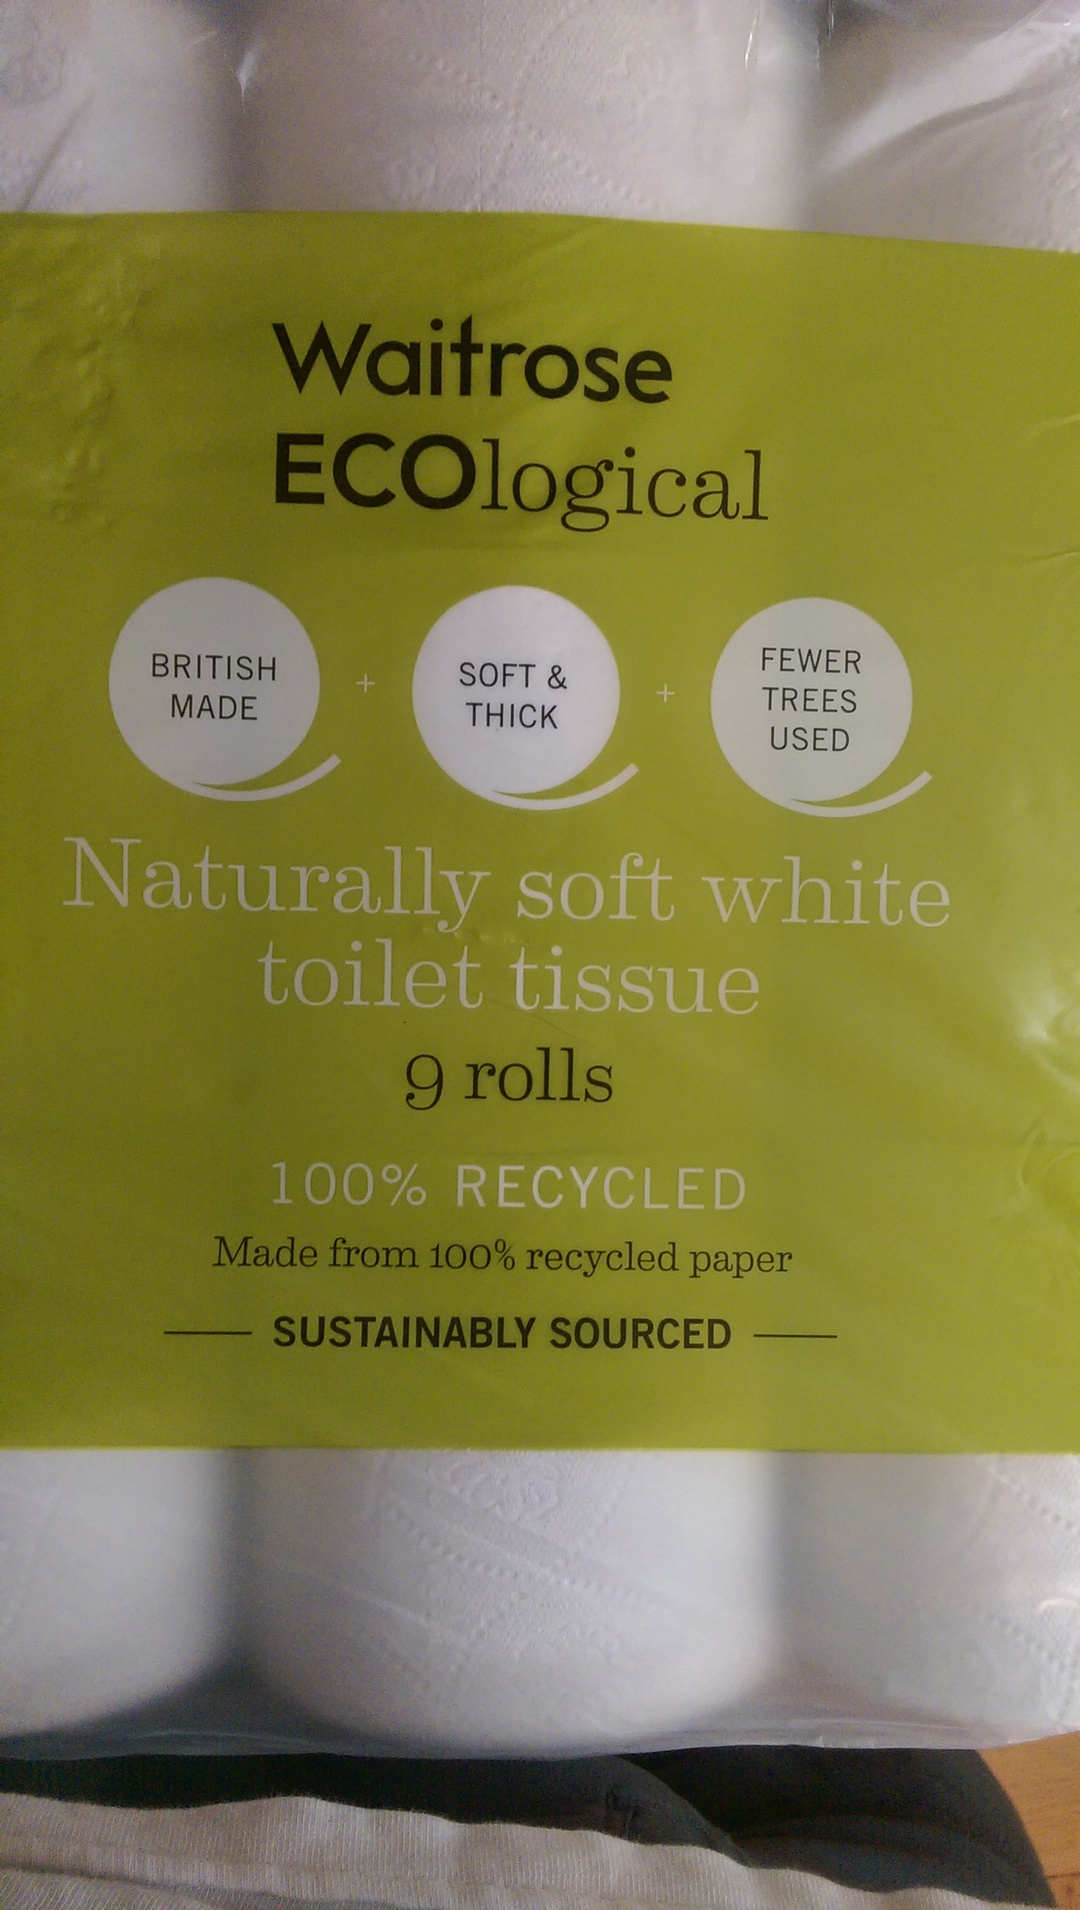 Waitrose
ECOlogical
BRITISH
MADE
+
SOFT &
THICK
+
FEWER
TREES
USED
Naturally soft white
toilet tissue
9 rolls
100% RECYCLED
Made from 100% recycled paper
SUSTAINABLY SOURCED